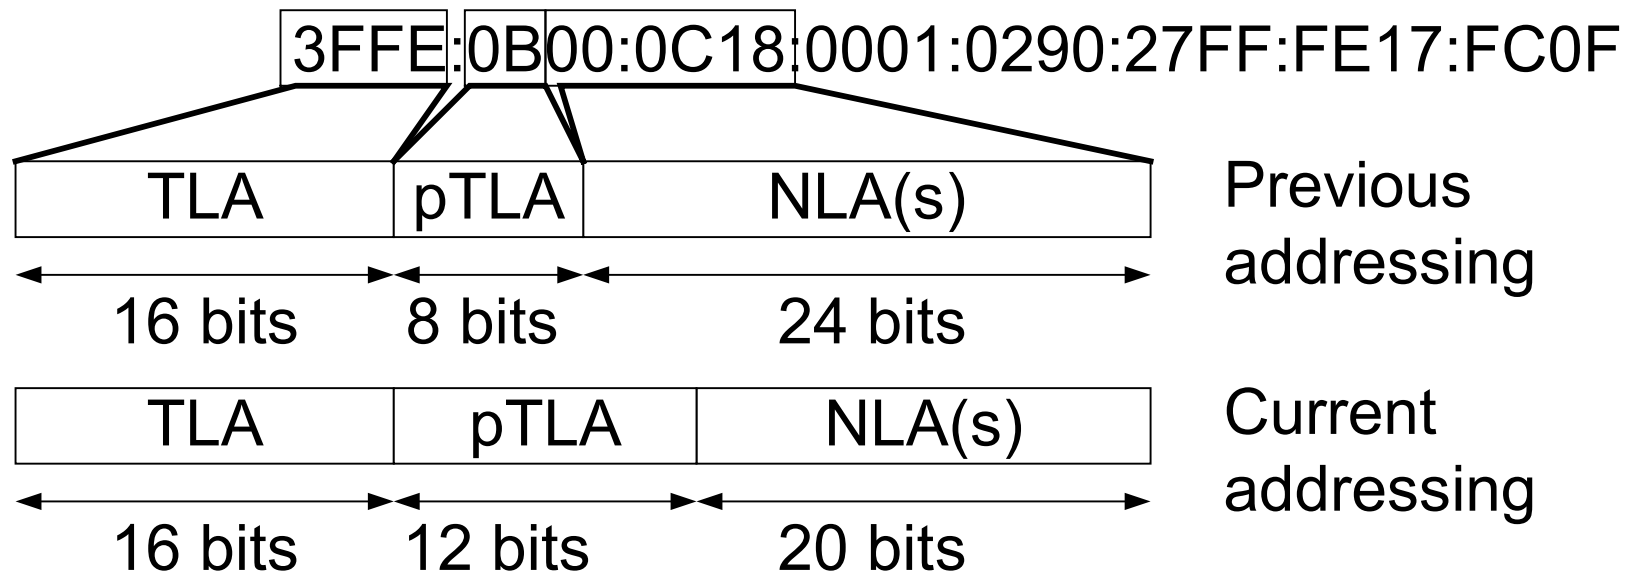 3FFE:0B00:0C18:0001:0290:27FF:FE17:FC0F
TLA pTLA NLA(s) Previous
addressing
16 bits 8 bits 24 bits
TLA pTLA NLA(s) Current
addressing
16 bits 12 bits 20 bits